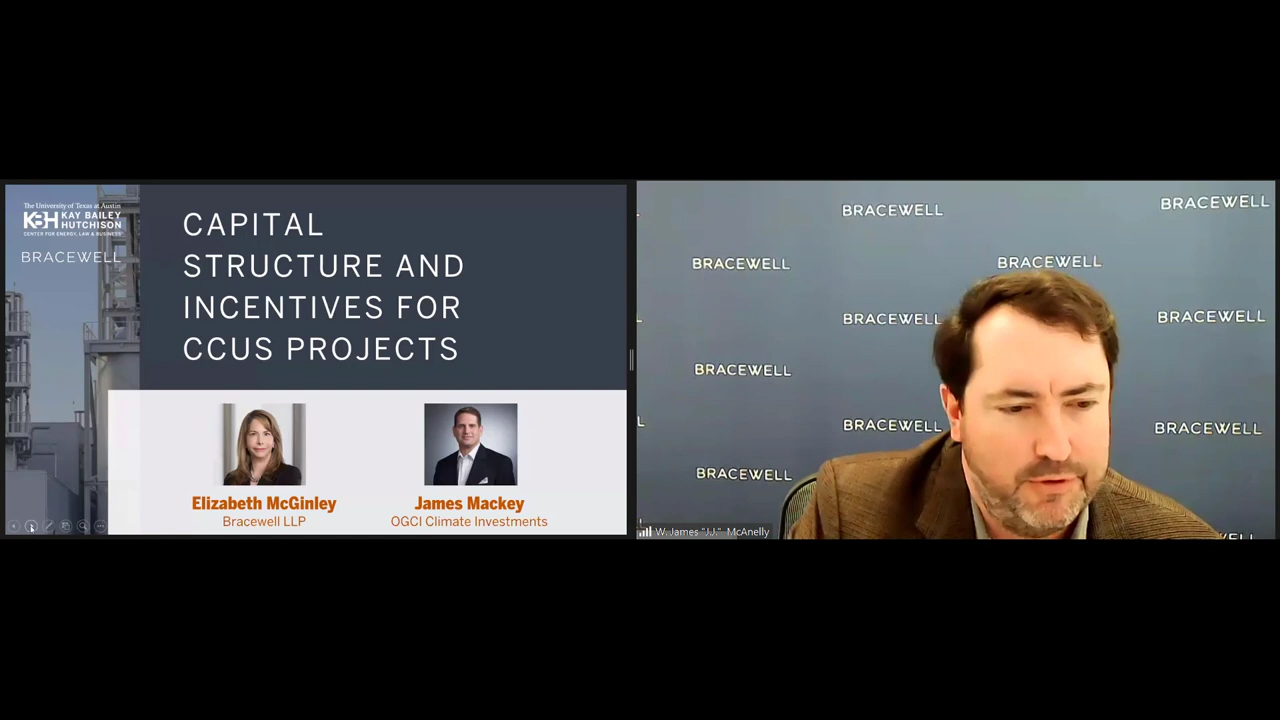 The University of Texas at Austin
KBH KAY BAILEY
HUTCHISON
CENTER FOR ENERGY, LAW & BUSINESS
BRACEWELL
CAPITAL
STRUCTURE AND
INCENTIVES FOR
CCUS PROJECTS
Elizabeth McGinley
Bracewell LLP
James Mackey
OGCI Climate Investments
BRACEWELL
BRACEWELL
BRACEWELL
BRACEWELL
BRACEWELL
BRACEWELL
BRACEWELL
BRACEWELL
BRACEWELL
BRACEWELL
W. James "J.J." McAnelly